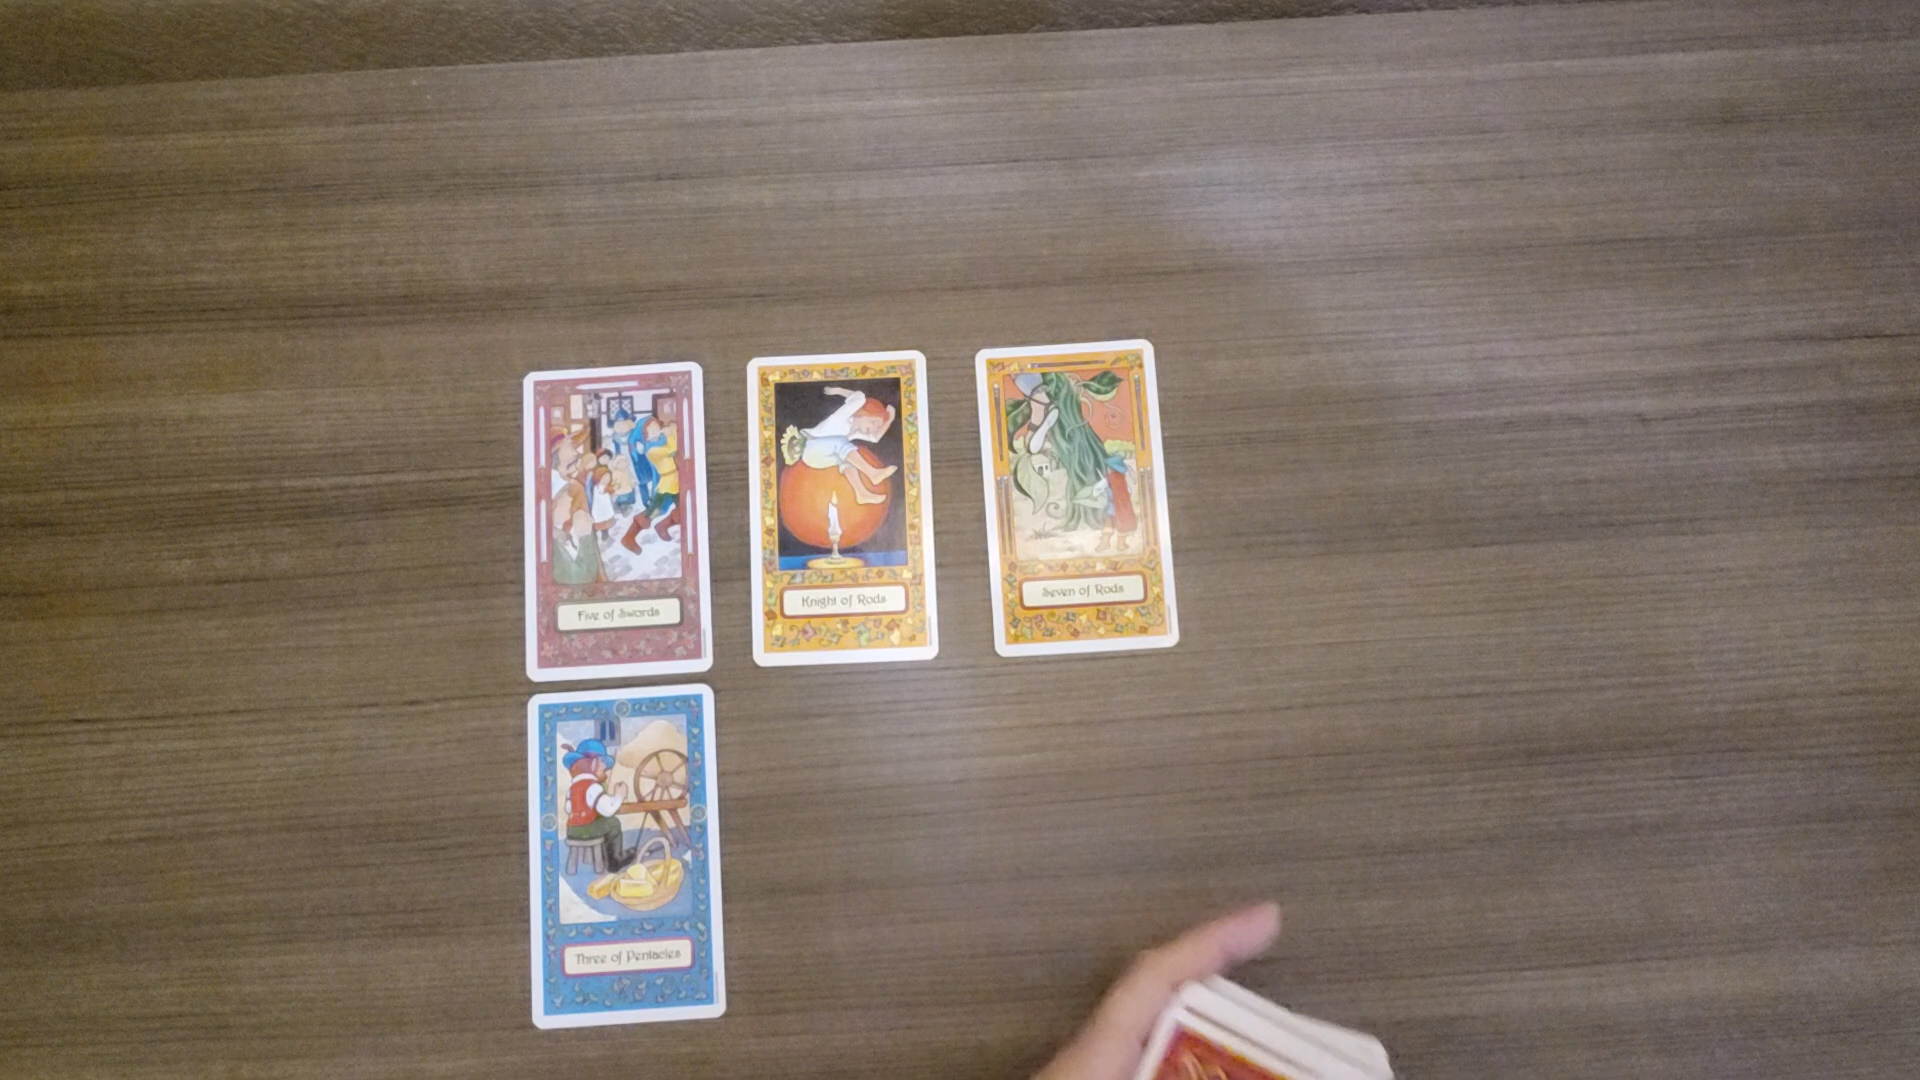 Five of Swords
Knight of Rods
Seven of Rods
Three of Pentacles